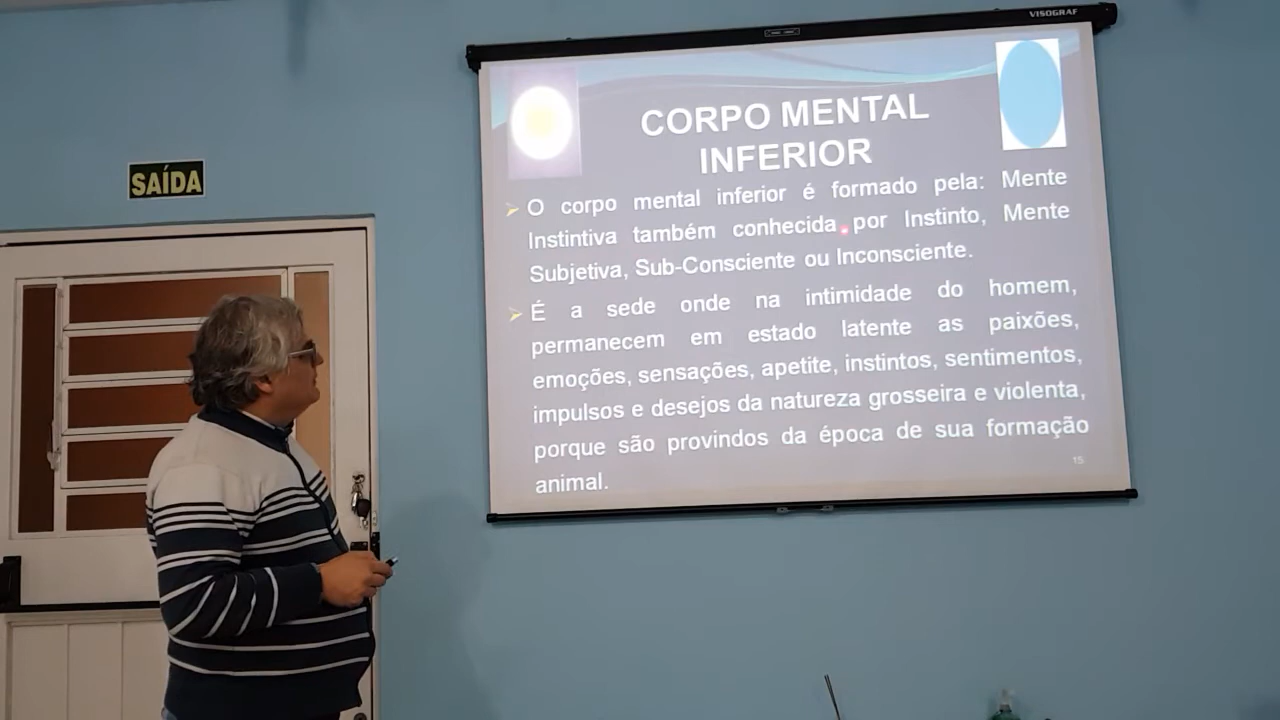 VISOGRAF
SAÍDA
CORPO MENTAL
INFERIOR
O corpo mental inferior é formado pela: Mente
Instintiva também conhecida por Instinto, Mente
Subjetiva, Sub-Consciente ou Inconsciente.
É a sede onde na intimidade do homem,
permanecem em estado latente as paixões,
emoções, sensações, apetite, instintos, sentimentos,
impulsos e desejos da natureza grosseira e violenta,
porque são provindos da época de sua formação
animal.
15